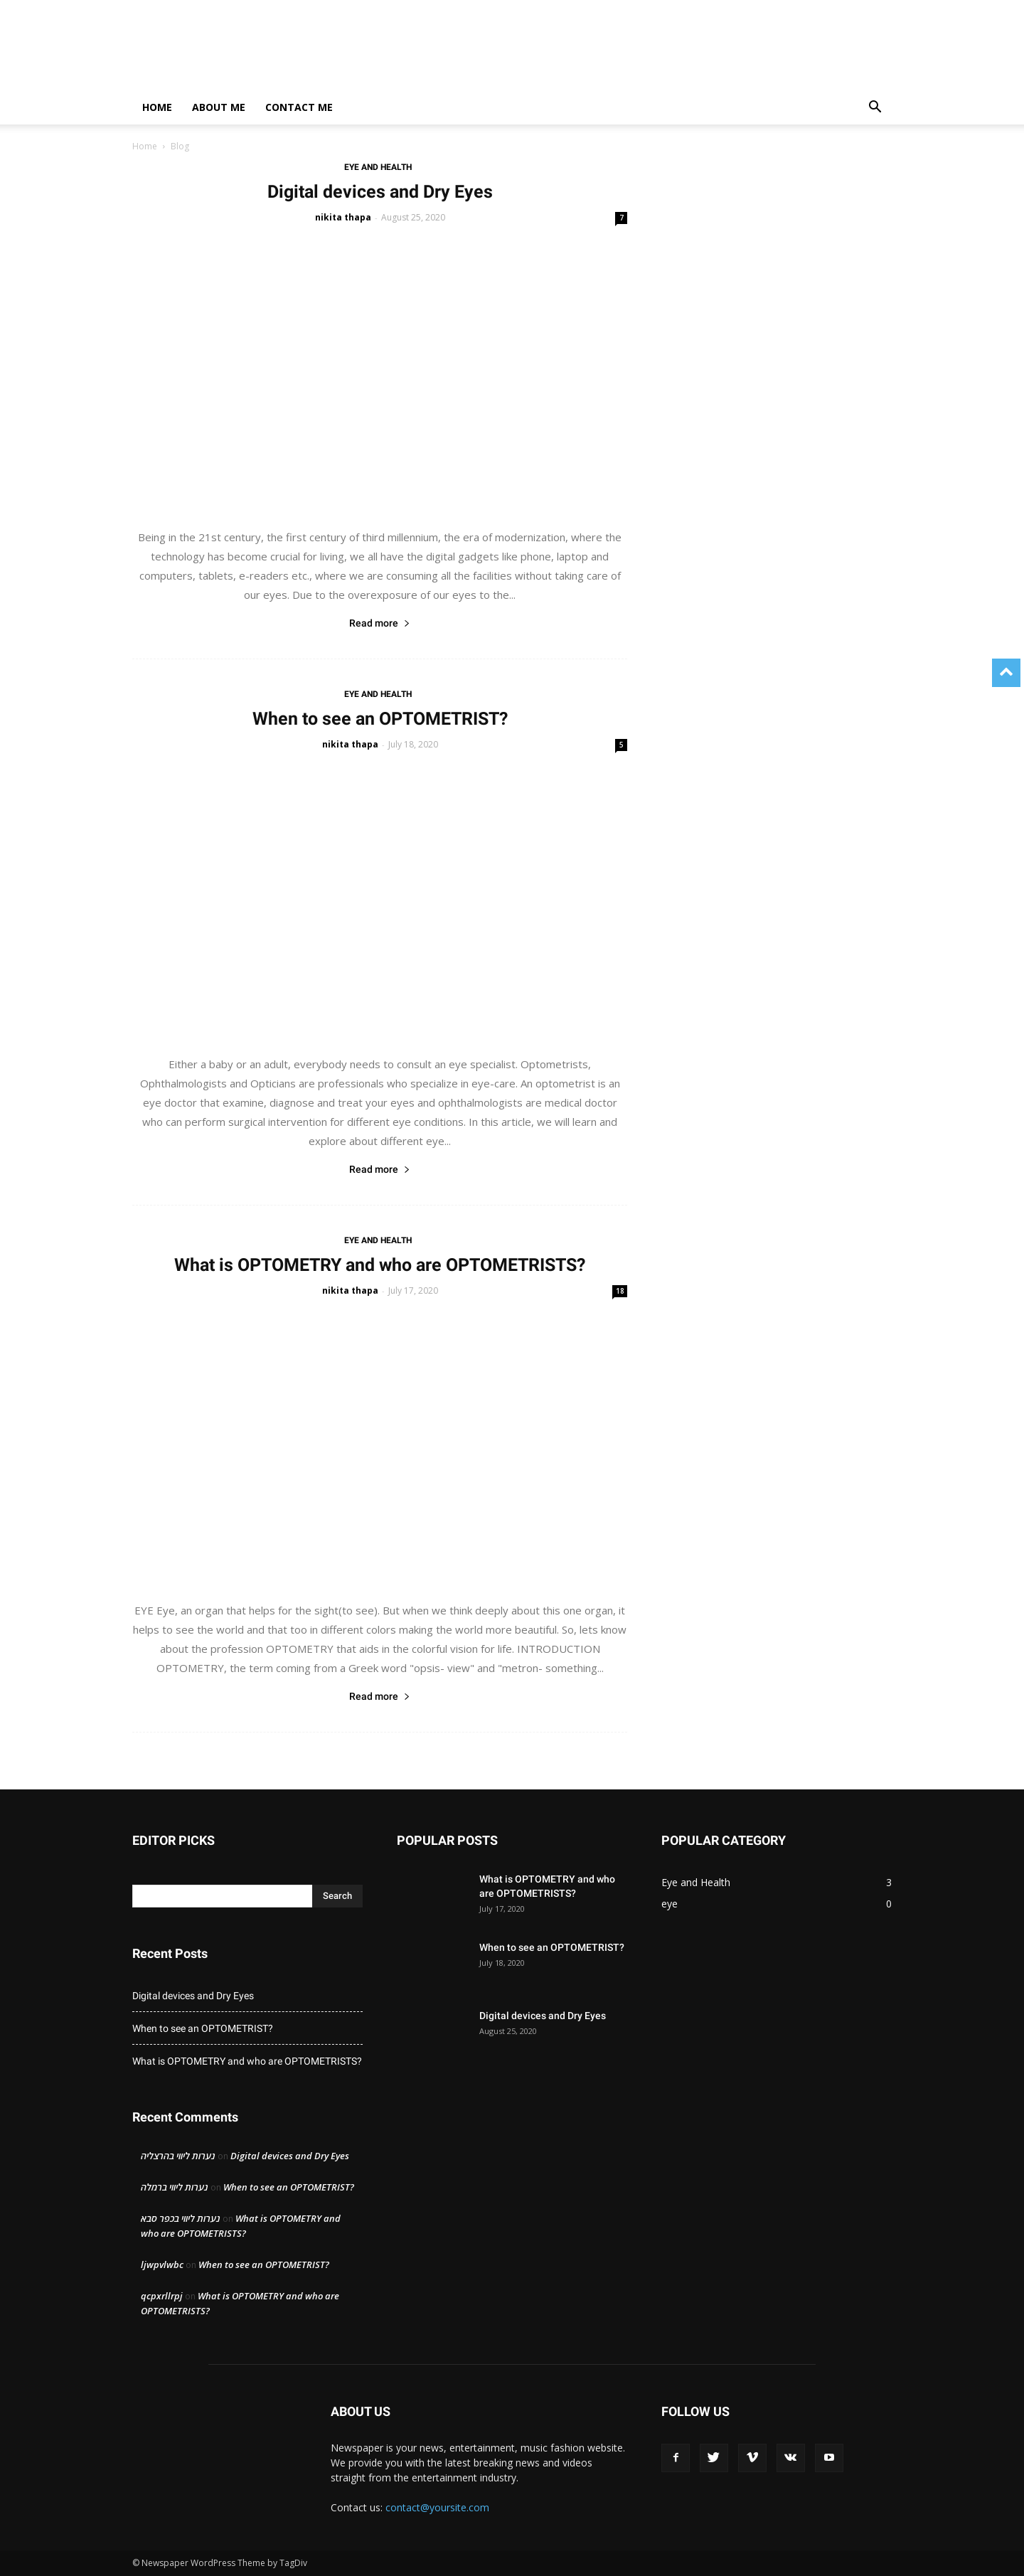 HOME ABOUT ME CONTACT ME
Home › Blog
EYE AND HEALTH
Digital devices and Dry Eyes
nikita thapa - August 25, 2020 7
Being in the 21st century, the first century of third millennium, the era of modernization, where the
technology has become crucial for living, we all have the digital gadgets like phone, laptop and
computers, tablets, e-readers etc., where we are consuming all the facilities without taking care of
our eyes. Due to the overexposure of our eyes to the...
Read more
EYE AND HEALTH
When to see an OPTOMETRIST?
nikita thapa - July 18, 2020 5
Either a baby or an adult, everybody needs to consult an eye specialist. Optometrists,
Ophthalmologists and Opticians are professionals who specialize in eye-care. An optometrist is an
eye doctor that examine, diagnose and treat your eyes and ophthalmologists are medical doctor
who can perform surgical intervention for different eye conditions. In this article, we will learn and
explore about different eye...
Read more
EYE AND HEALTH
What is OPTOMETRY and who are OPTOMETRISTS?
nikita thapa - July 17, 2020 18
EYE Eye, an organ that helps for the sight(to see). But when we think deeply about this one organ, it
helps to see the world and that too in different colors making the world more beautiful. So, lets know
about the profession OPTOMETRY that aids in the colorful vision for life. INTRODUCTION
OPTOMETRY, the term coming from a Greek word "opsis- view" and "metron- something...
Read more
EDITOR PICKS
Search
Recent Posts
Digital devices and Dry Eyes
When to see an OPTOMETRIST?
What is OPTOMETRY and who are OPTOMETRISTS?
Recent Comments
נערות ליווי בהרצליה on Digital devices and Dry Eyes
נערות ליווי ברמלה on When to see an OPTOMETRIST?
נערות ליווי בכפר סבא on What is OPTOMETRY and
who are OPTOMETRISTS?
ljwpvlwbc on When to see an OPTOMETRIST?
qcpxrllrpj on What is OPTOMETRY and who are
OPTOMETRISTS?
POPULAR POSTS
What is OPTOMETRY and who
are OPTOMETRISTS?
July 17, 2020
When to see an OPTOMETRIST?
July 18, 2020
Digital devices and Dry Eyes
August 25, 2020
POPULAR CATEGORY
Eye and Health 3
eye 0
ABOUT US
Newspaper is your news, entertainment, music fashion website.
We provide you with the latest breaking news and videos
straight from the entertainment industry.
Contact us: contact@yoursite.com
FOLLOW US
© Newspaper WordPress Theme by TagDiv